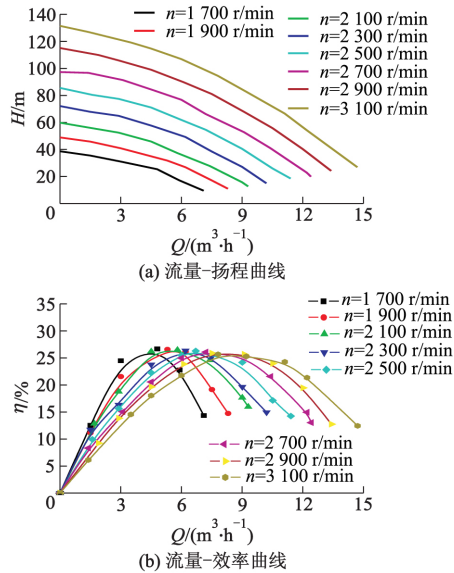 140
120
100
80
60
40
20
0
H/m
n=1 700 r/min
n=1 900 r/min
n=2 100 r/min
n=2 300 r/min
n=2 500 r/min
n=2 700 r/min
n=2 900 r/min
n=3 100 r/min
3 6 9 12 15
Q/(m³·h⁻¹)
(a) 流量-扬程曲线
35
30
25
20
15
10
5
0
η/%
n=1 700 r/min
n=1 900 r/min
n=2 100 r/min
n=2 300 r/min
n=2 500 r/min
n=2 700 r/min
n=2 900 r/min
n=3 100 r/min
3 6 9 12 15
Q/(m³·h⁻¹)
(b) 流量-效率曲线